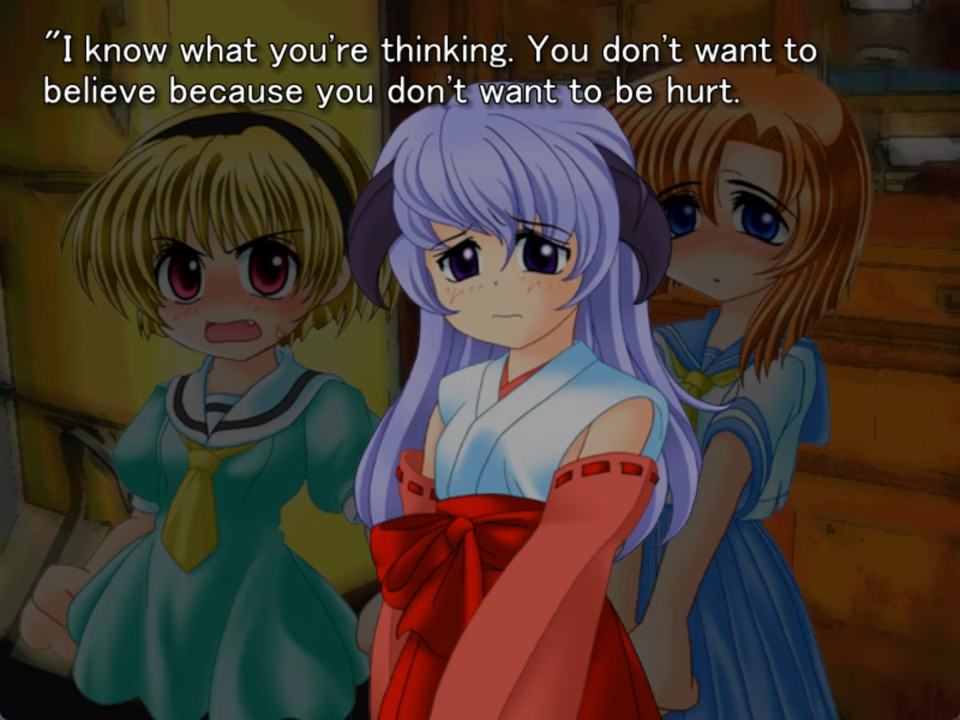 “I know what you're thinking. You don't want to
believe because you don't want to be hurt.